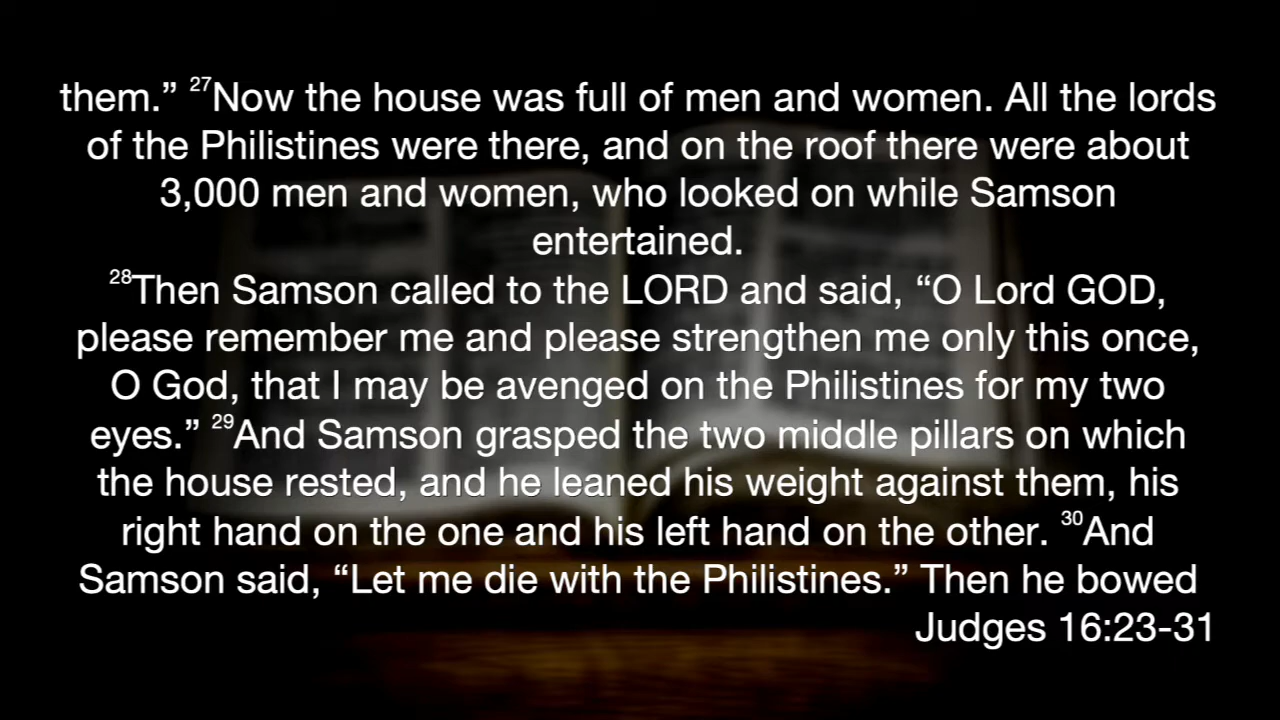 them.” ²⁷Now the house was full of men and women. All the lords
of the Philistines were there, and on the roof there were about
3,000 men and women, who looked on while Samson
entertained.
²⁸Then Samson called to the LORD and said, “O Lord GOD,
please remember me and please strengthen me only this once,
O God, that I may be avenged on the Philistines for my two
eyes.” ²⁹And Samson grasped the two middle pillars on which
the house rested, and he leaned his weight against them, his
right hand on the one and his left hand on the other. ³⁰And
Samson said, “Let me die with the Philistines.” Then he bowed
Judges 16:23-31